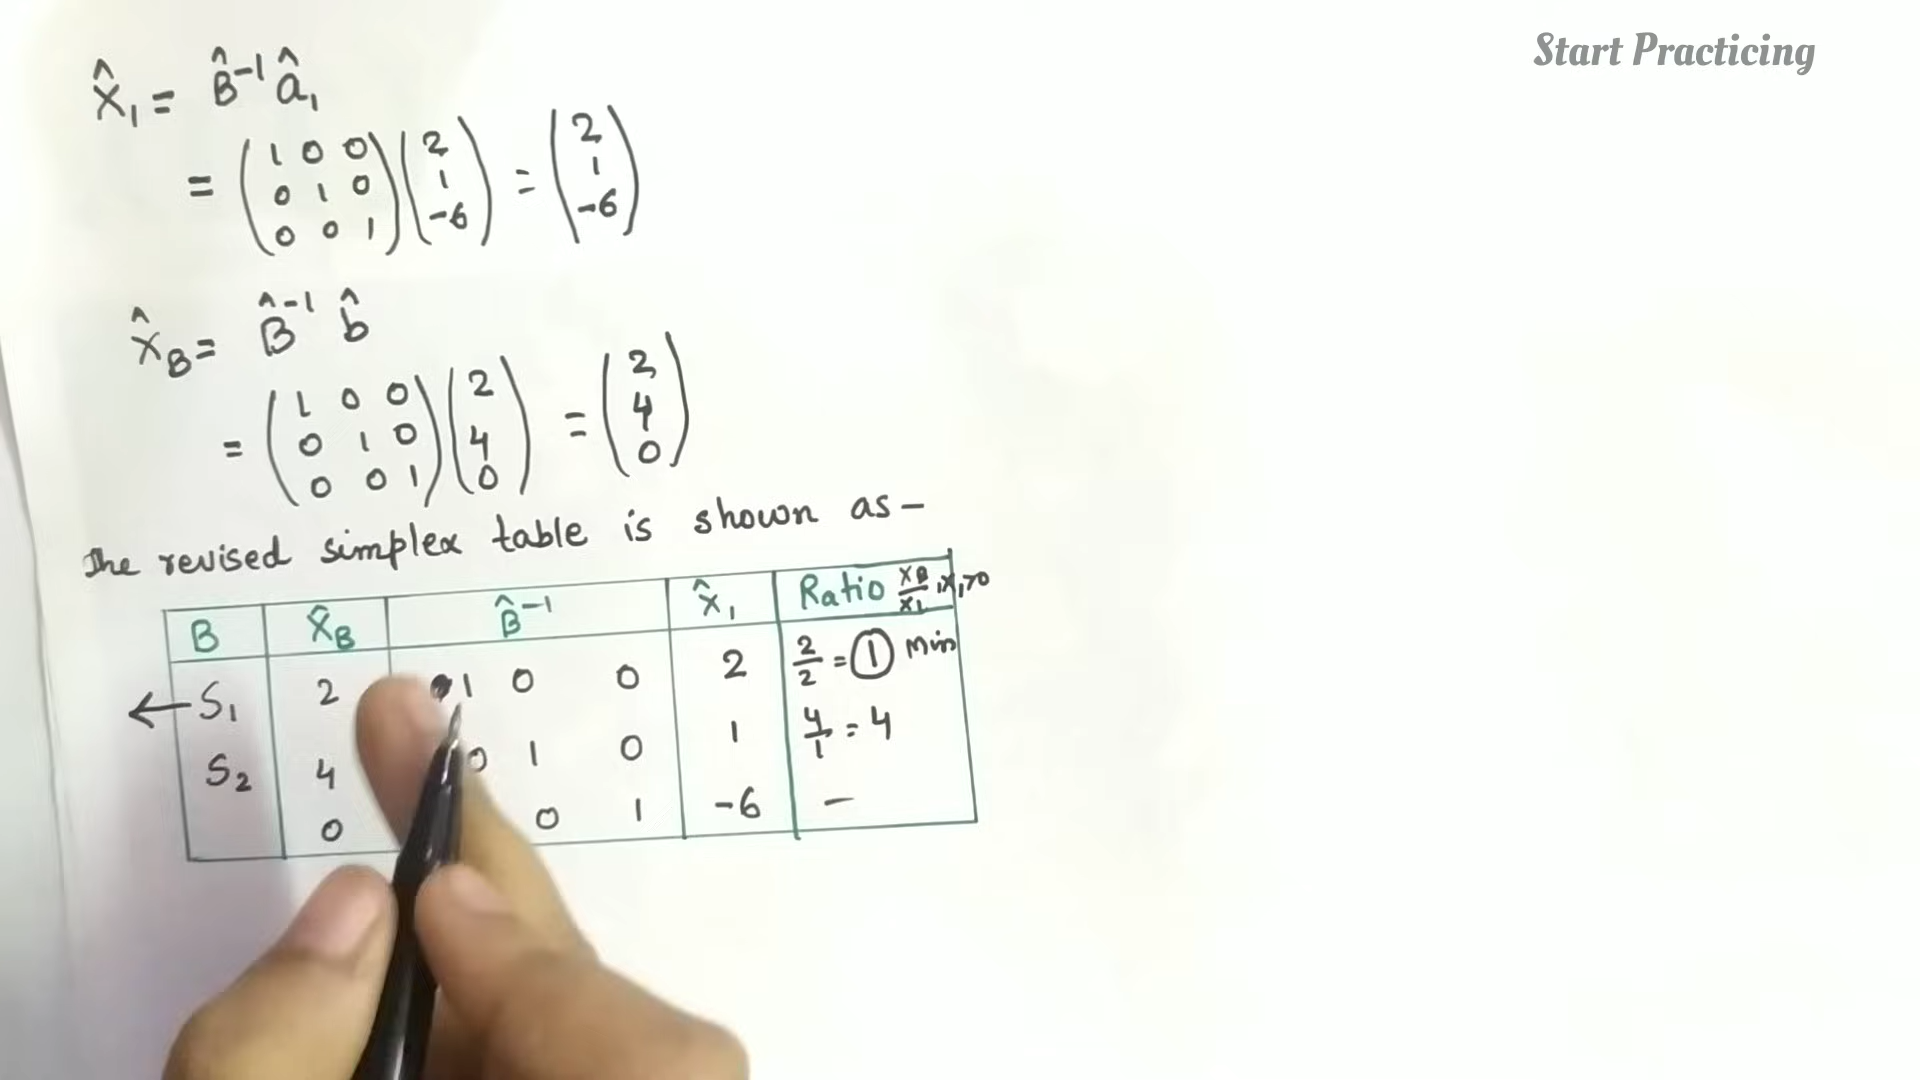 Start Practicing
X̂₁ = B̂⁻¹ â₁
= (1 0 0 / 0 1 0 / 0 0 1) (2 / 1 / -6) = (2 / 1 / -6)
X̂B = B̂⁻¹ b̂
= (1 0 0 / 0 1 0 / 0 0 1) (2 / 4 / 0) = (2 / 4 / 0)
The revised simplex table is shown as -
B X̂B B̂⁻¹ X̂₁ Ratio XB/X₁, X₁>0
← S₁ 2 1 0 0 2 2/2 = 1 Min
S₂ 4 0 1 0 1 4/1 = 4
0 0 1 -6 —